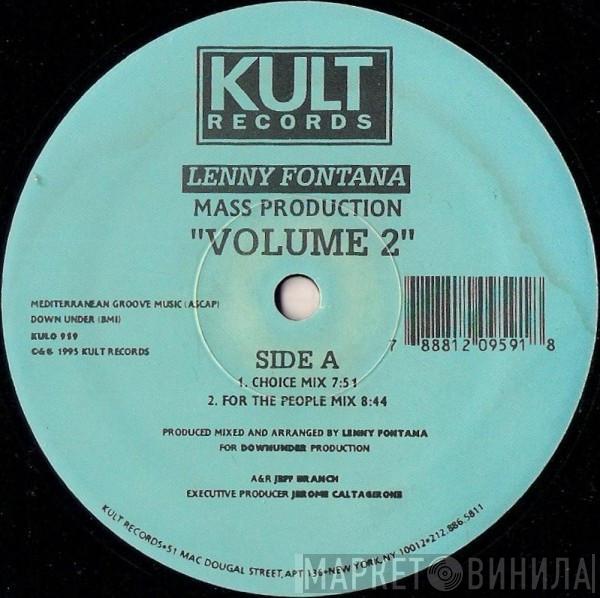 KULT
RECORDS
LENNY FONTANA
MASS PRODUCTION
"VOLUME 2"
MEDITERRANEAN GROOVE MUSIC (ASCAP)
DOWN UNDER (BMI)
KULO 959
©&℗ 1995 KULT RECORDS
7 88812 09591 8
SIDE A
1. CHOICE MIX 7:51
2. FOR THE PEOPLE MIX 8:44
PRODUCED MIXED AND ARRANGED BY LENNY FONTANA
FOR DOWNUNDER PRODUCTION
A&R JEFF BRANCH
EXECUTIVE PRODUCER JEROME CALTAGIRONE
KULT RECORDS•51 MAC DOUGAL STREET, APT 136•NEW YORK, NY 10012•212.886.5811
МАРКЕТ ВИНИЛА